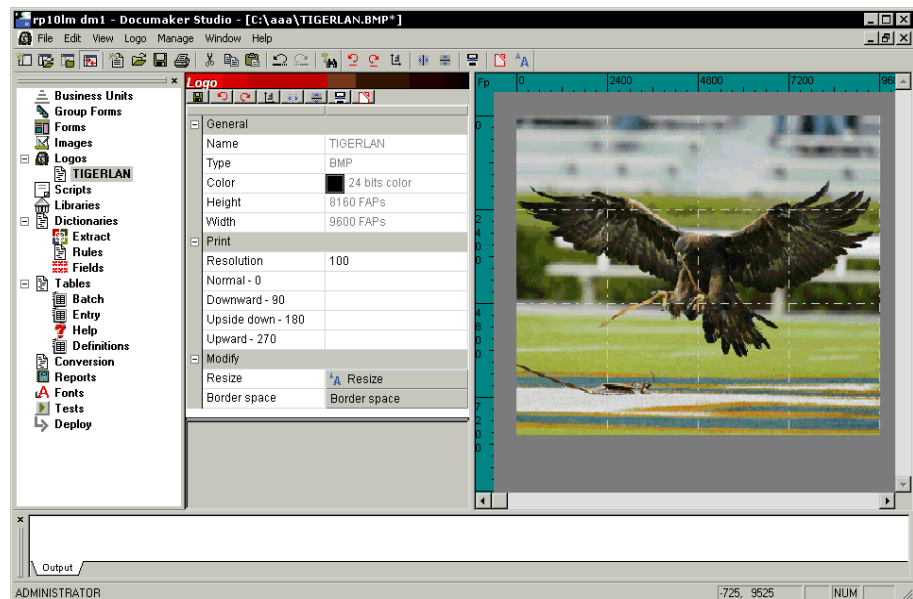 rp10lm dm1 - Documaker Studio - [C:\aaa\TIGERLAN.BMP*]
File Edit View Logo Manage Window Help
Business Units
Group Forms
Forms
Images
Logos
TIGERLAN
Scripts
Libraries
Dictionaries
Extract
Rules
Fields
Tables
Batch
Entry
Help
Definitions
Conversion
Reports
Fonts
Tests
Deploy
Logo
General
Name TIGERLAN
Type BMP
Color 24 bits color
Height 8160 FAPs
Width 9600 FAPs
Print
Resolution 100
Normal - 0
Downward - 90
Upside down - 180
Upward - 270
Modify
Resize A Resize
Border space Border space
Fp 0 2400 4800 7200 960
0
2400
4800
7200
Output
ADMINISTRATOR -725, 9525 NUM